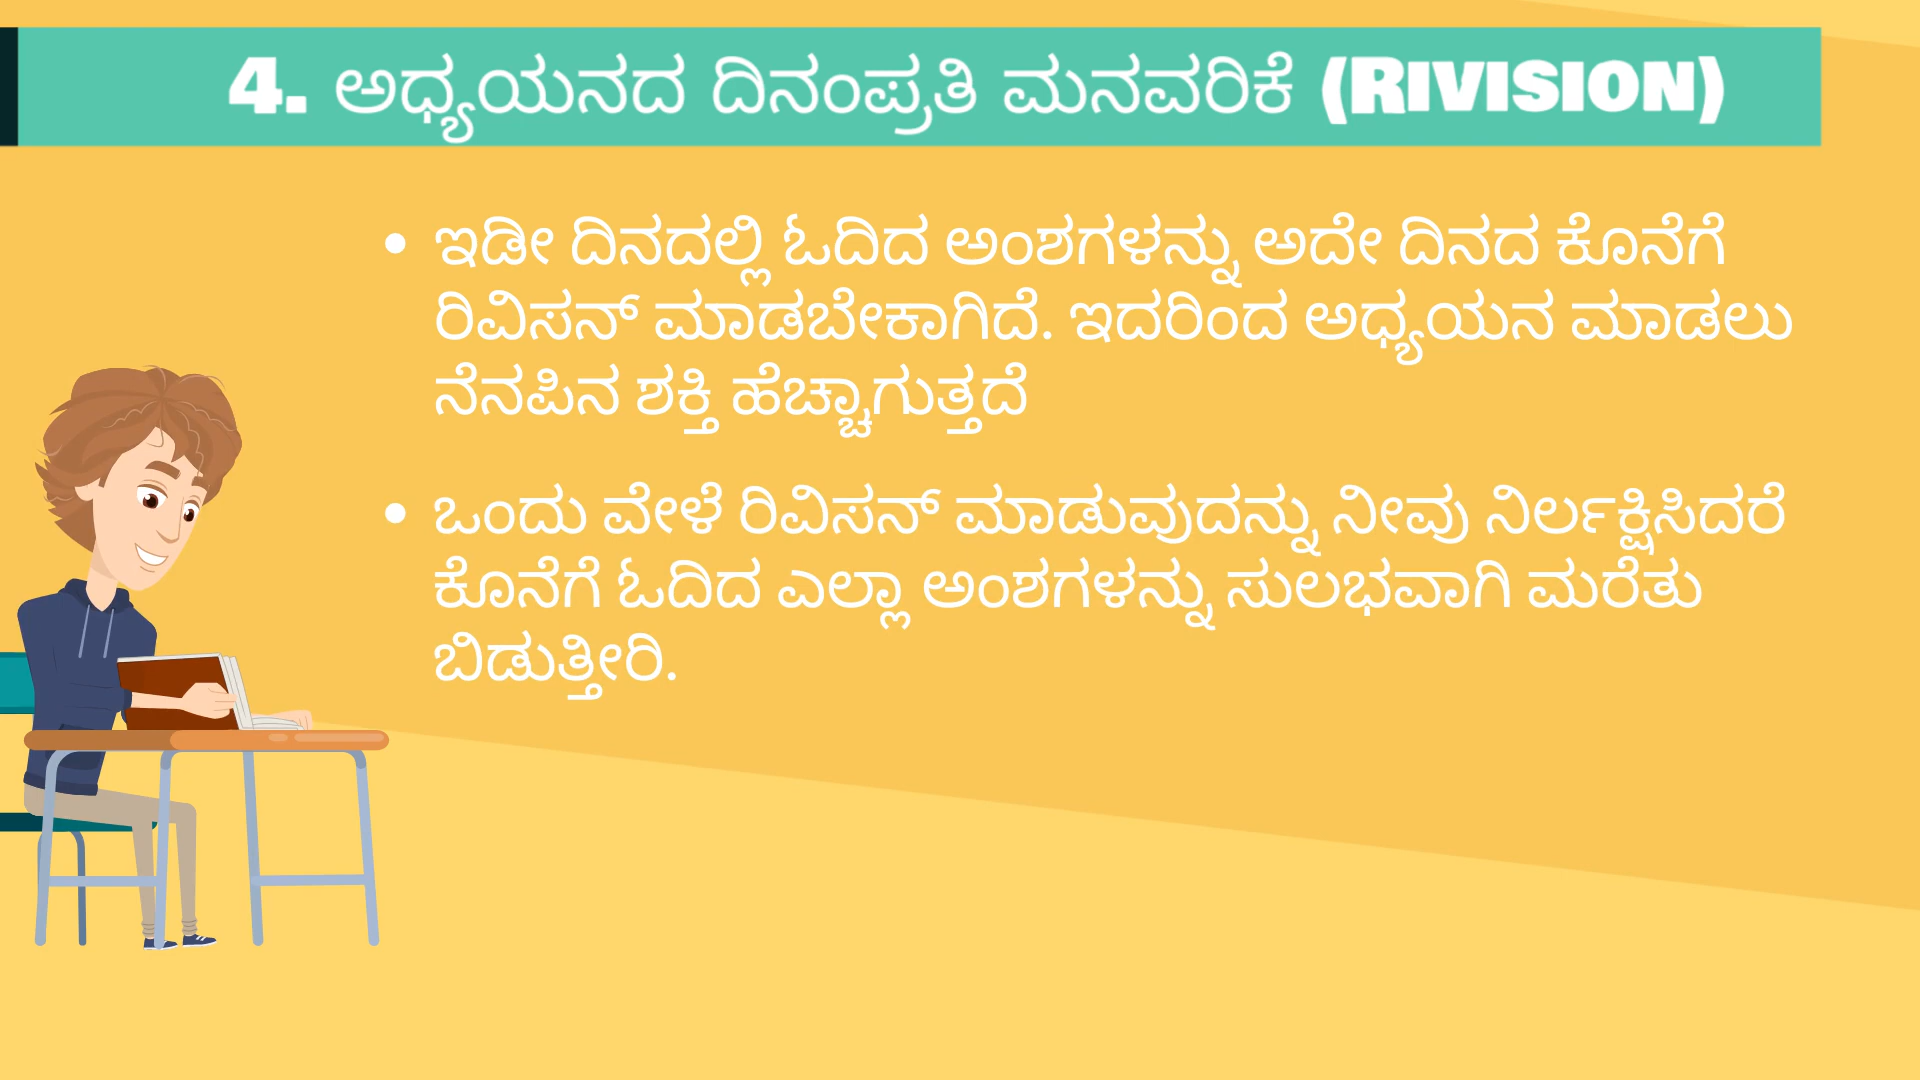 4. ಅಧ್ಯಯನದ ದಿನಂಪ್ರತಿ ಮನವರಿಕೆ (RIVISION)
• ಇಡೀ ದಿನದಲ್ಲಿ ಓದಿದ ಅಂಶಗಳನ್ನು ಅದೇ ದಿನದ ಕೊನೆಗೆ
ರಿವಿಸನ್ ಮಾಡಬೇಕಾಗಿದೆ. ಇದರಿಂದ ಅಧ್ಯಯನ ಮಾಡಲು
ನೆನಪಿನ ಶಕ್ತಿ ಹೆಚ್ಚಾಗುತ್ತದೆ
• ಒಂದು ವೇಳೆ ರಿವಿಸನ್ ಮಾಡುವುದನ್ನು ನೀವು ನಿರ್ಲಕ್ಷಿಸಿದರೆ
ಕೊನೆಗೆ ಓದಿದ ಎಲ್ಲಾ ಅಂಶಗಳನ್ನು ಸುಲಭವಾಗಿ ಮರೆತು
ಬಿಡುತ್ತೀರಿ.